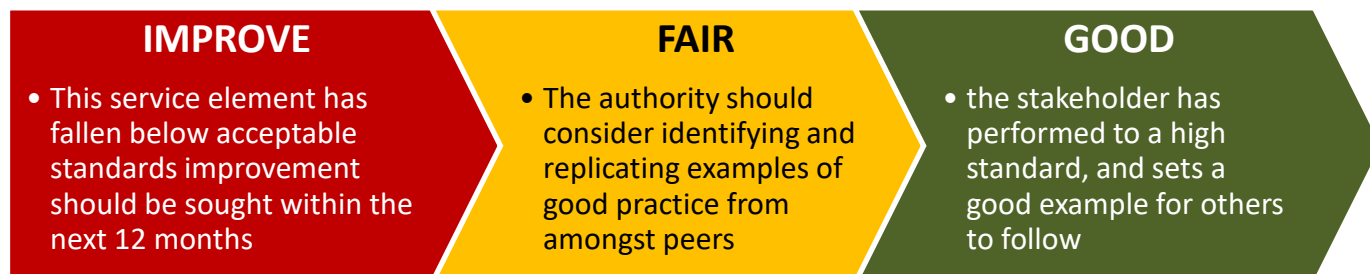 IMPROVE
• This service element has
fallen below acceptable
standards improvement
should be sought within the
next 12 months
FAIR
• The authority should
consider identifying and
replicating examples of
good practice from
amongst peers
GOOD
• the stakeholder has
performed to a high
standard, and sets a
good example for others
to follow